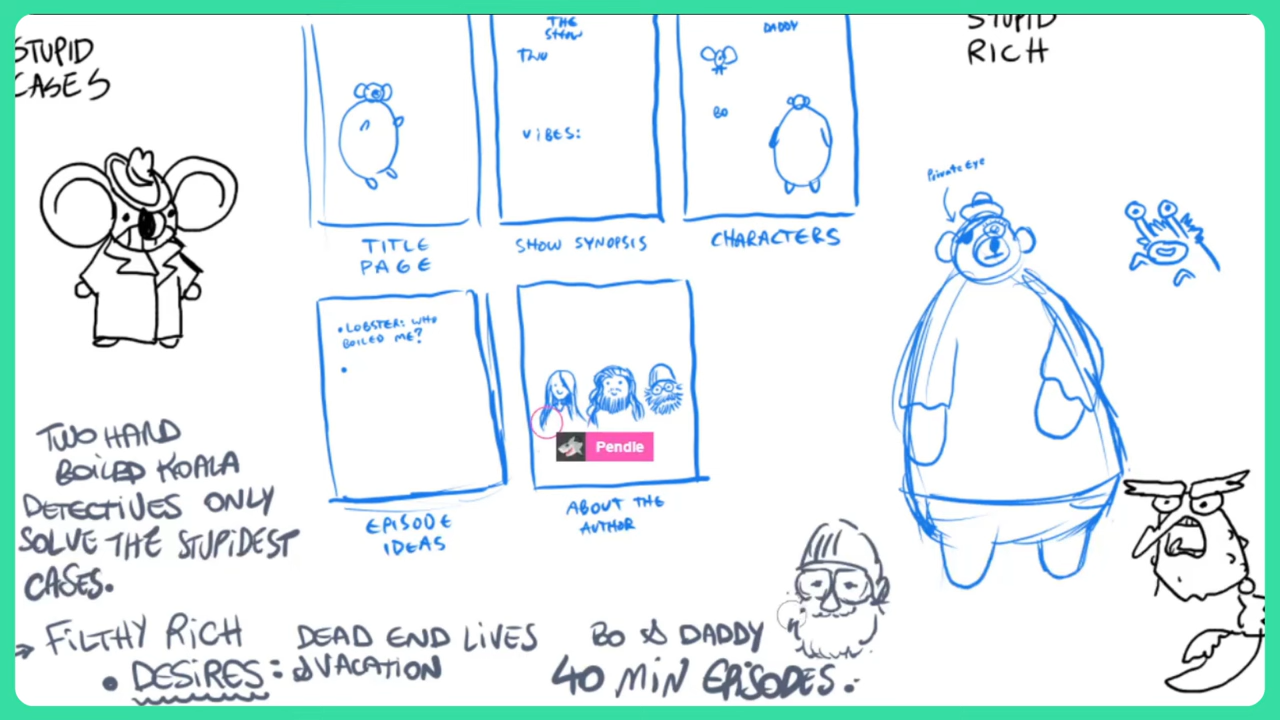 STUPID
CASES
THE
SHOW
TWO
VIBES:
DADDY
BO
STUPID
RICH
Private Eye
TITLE
PAGE
SHOW SYNOPSIS
CHARACTERS
•LOBSTER: WHO
BOILED ME?
•
Pendle
EPISODE
IDEAS
ABOUT THE
AUTHOR
TWO HARD
BOILED KOALA
DETECTIVES ONLY
SOLVE THE STUPIDEST
CASES.
→ FILTHY RICH
DEAD END LIVES
BO & DADDY
• DESIRES:
VACATION
40 MIN EPISODES.